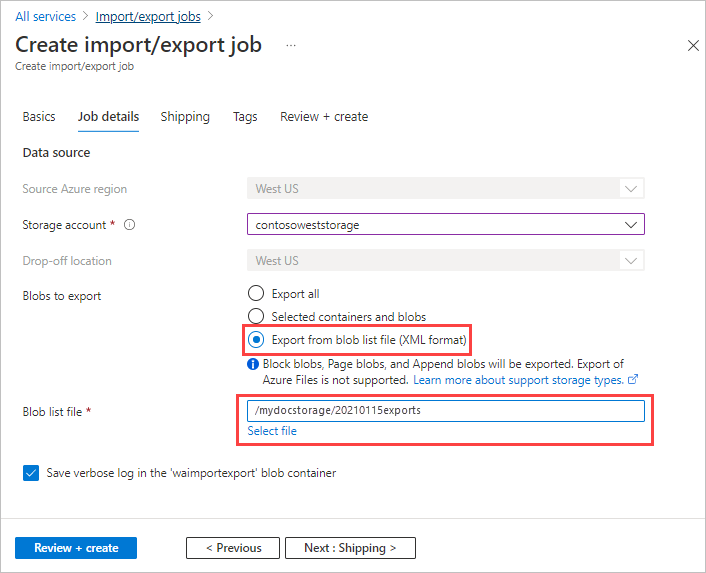 All services > Import/export jobs >
Create import/export job ...
Create import/export job
Basics Job details Shipping Tags Review + create
Data source
Source Azure region West US
Storage account * contosoweststorage
Drop-off location West US
Blobs to export Export all
Selected containers and blobs
Export from blob list file (XML format)
Block blobs, Page blobs, and Append blobs will be exported. Export of
Azure Files is not supported. Learn more about support storage types.
Blob list file * /mydocstorage/20210115exports
Select file
Save verbose log in the 'waimportexport' blob container
Review + create < Previous Next : Shipping >